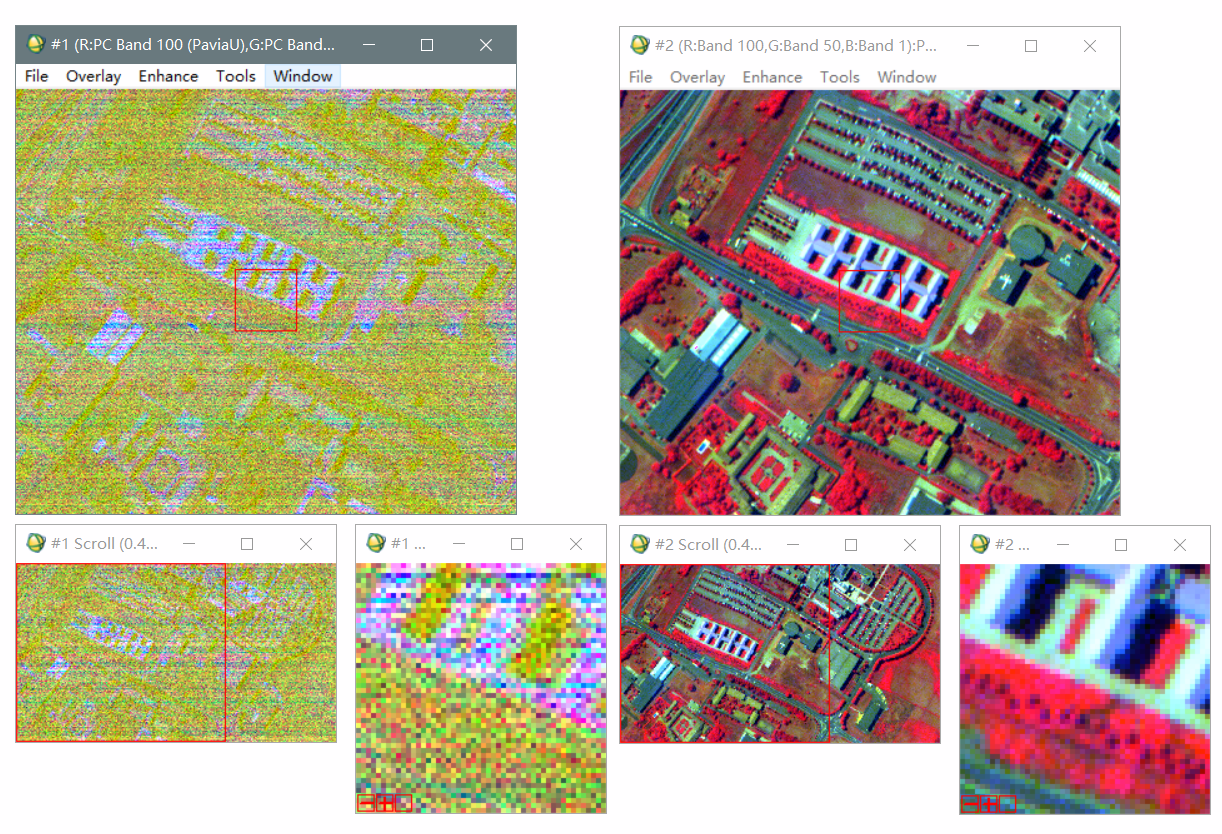 #1 (R:PC Band 100 (PaviaU),G:PC Band...
File Overlay Enhance Tools Window
#2 (R:Band 100,G:Band 50,B:Band 1):P...
File Overlay Enhance Tools Window
#1 Scroll (0.4...
#1 ...
#2 Scroll (0.4...
#2 ...